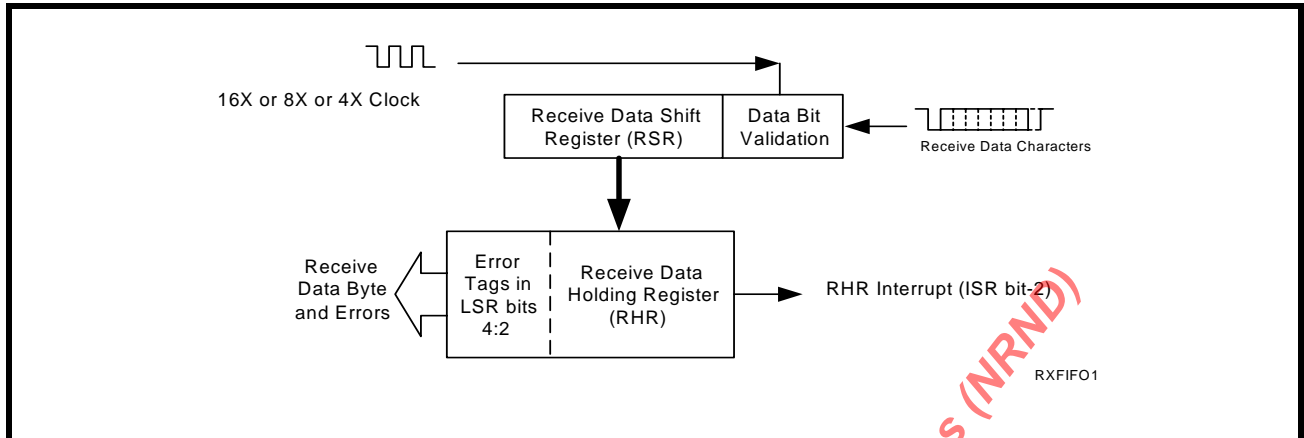 16X or 8X or 4X Clock
Receive Data Shift
Register (RSR)
Data Bit
Validation
Receive Data Characters
Receive
Data Byte
and Errors
Error
Tags in
LSR bits
4:2
Receive Data
Holding Register
(RHR)
RHR Interrupt (ISR bit-2)
RXFIFO1
(NRND)